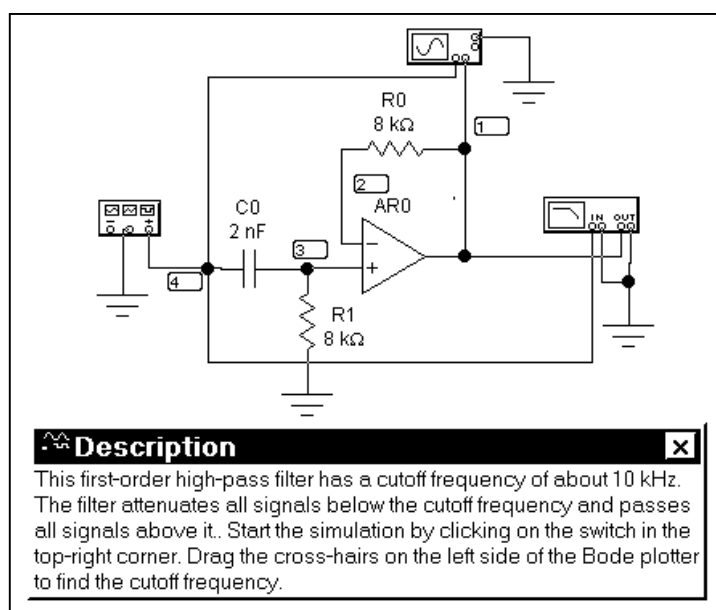 R0
8 kΩ
1
2
AR0
IN OUT
C0
2 nF
3
4
R1
8 kΩ
Description
This first-order high-pass filter has a cutoff frequency of about 10 kHz.
The filter attenuates all signals below the cutoff frequency and passes
all signals above it.. Start the simulation by clicking on the switch in the
top-right corner. Drag the cross-hairs on the left side of the Bode plotter
to find the cutoff frequency.